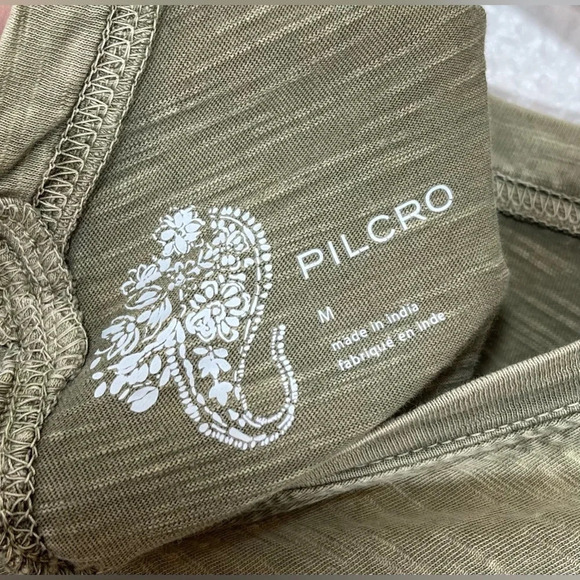 PILCRO
M
made in india
fabriqué en inde